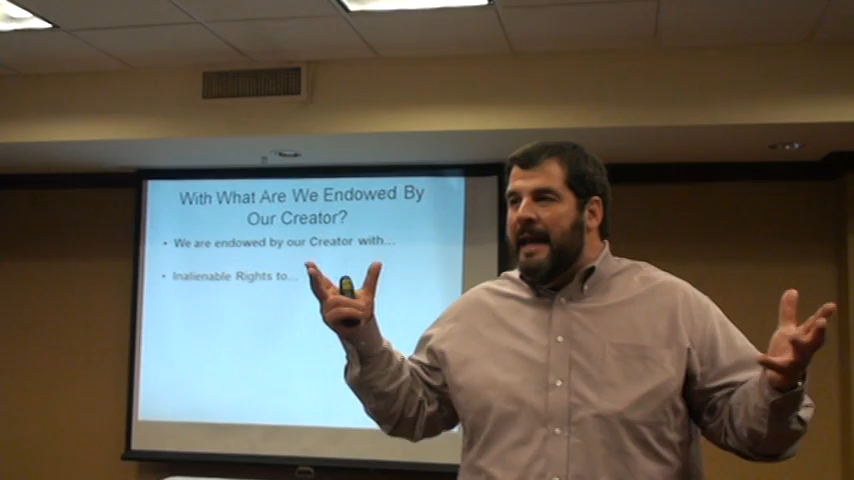 With What Are We Endowed By
Our Creator?
• We are endowed by our Creator with...
• Inalienable Rights to...